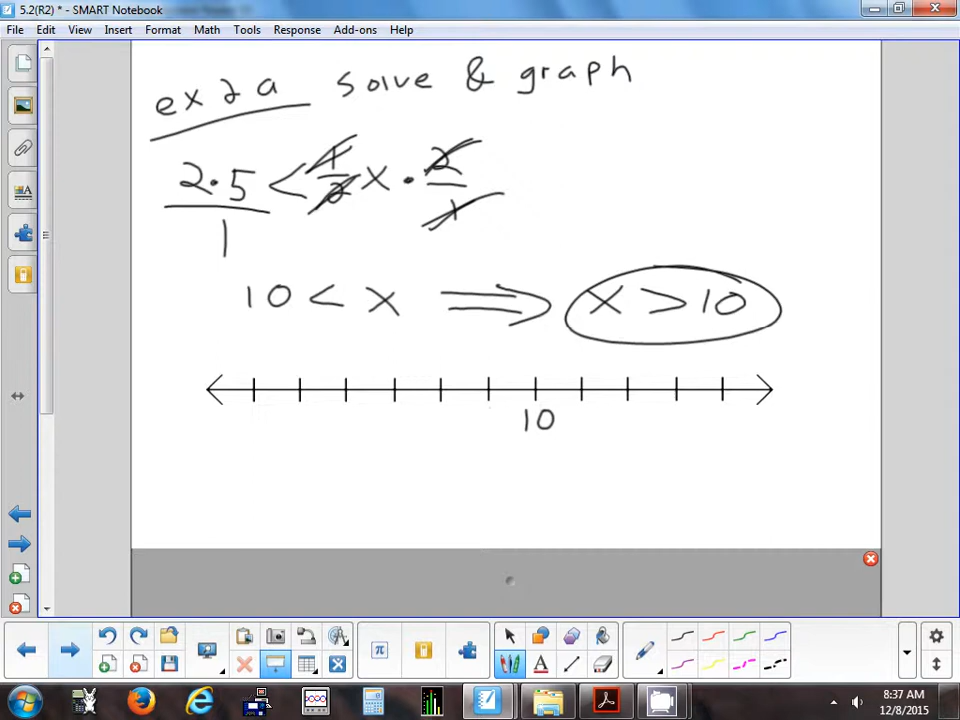 5.2(R2) * - SMART Notebook
File Edit View Insert Format Math Tools Response Add-ons Help
ex 2a solve & graph
2·5/1 < 1/2 x · 2/1
10 < x ⟹ x > 10
10
8:37 AM
12/8/2015